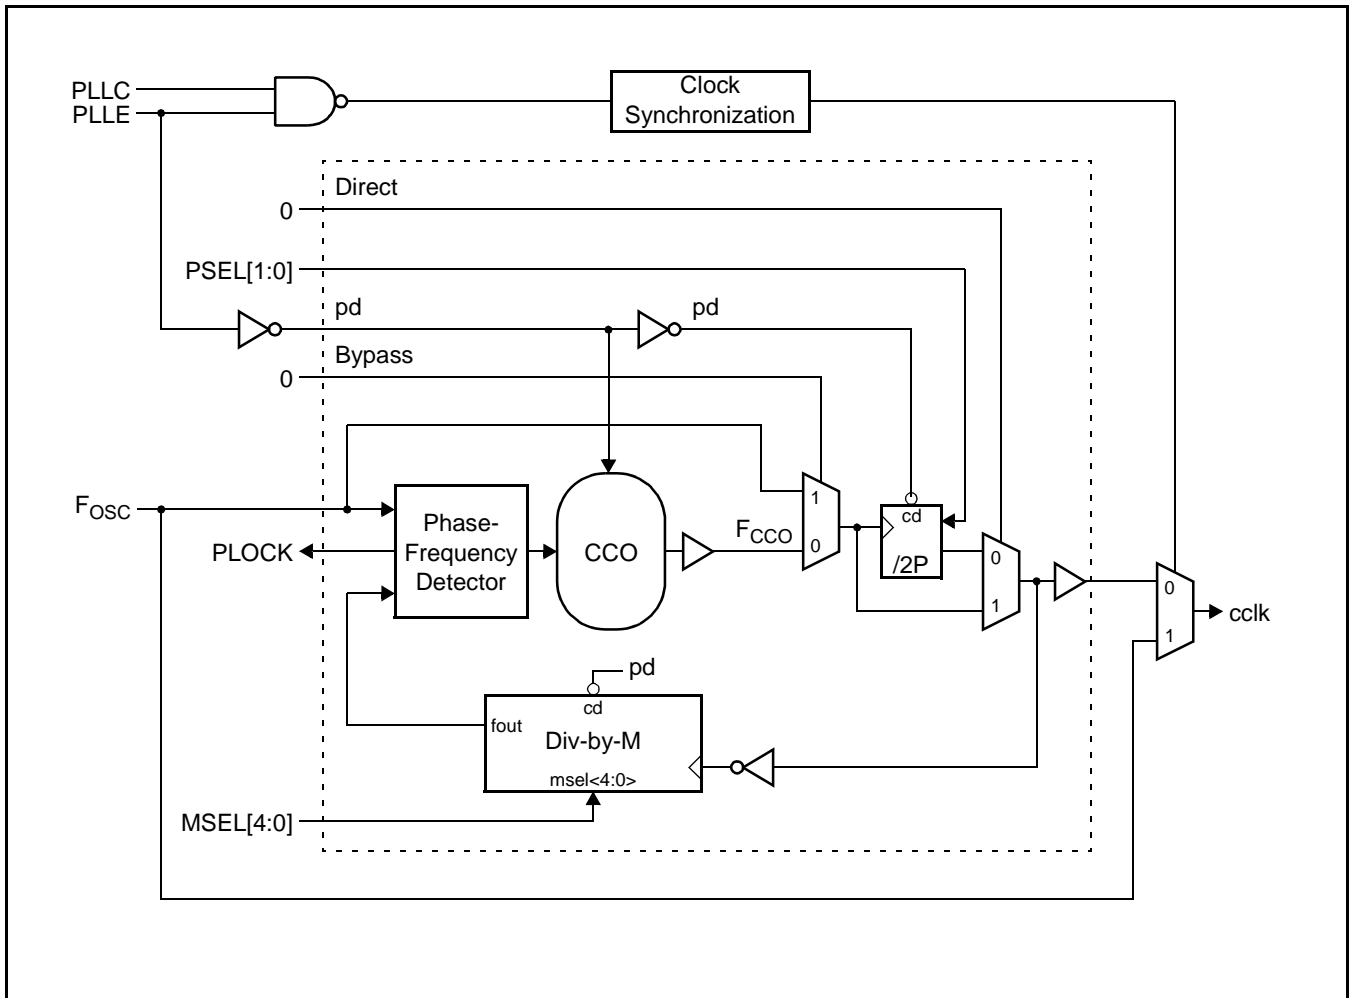 PLLC
PLLE
Clock
Synchronization
Direct
0
PSEL[1:0]
pd
pd
Bypass
0
FOSC
PLOCK
Phase-
Frequency
Detector
CCO
FCCO
1
0
cd
/2P
0
1
0
1
cclk
pd
cd
fout
Div-by-M
msel<4:0>
MSEL[4:0]